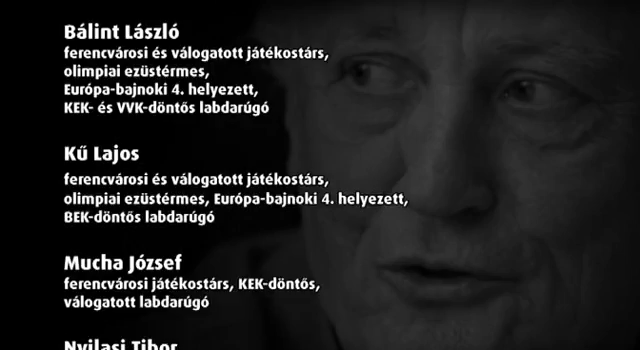 Bálint László
ferencvárosi és válogatott játékostárs,
olimpiai ezüstérmes,
Európa-bajnoki 4. helyezett,
KEK- és VVK-döntős labdarúgó
Kű Lajos
ferencvárosi és válogatott játékostárs,
olimpiai ezüstérmes, Európa-bajnoki 4. helyezett,
BEK-döntős labdarúgó
Mucha József
ferencvárosi játékostárs, KEK-döntős,
válogatott labdarúgó
Nyilasi Tibor